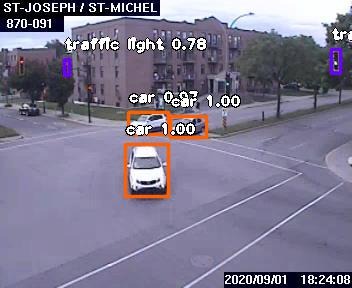 ST-JOSEPH / ST-MICHEL
870-091
traffic light 0.78
tra
car 0.97
car 1.00
car 1.00
2020/09/01 18:24:08